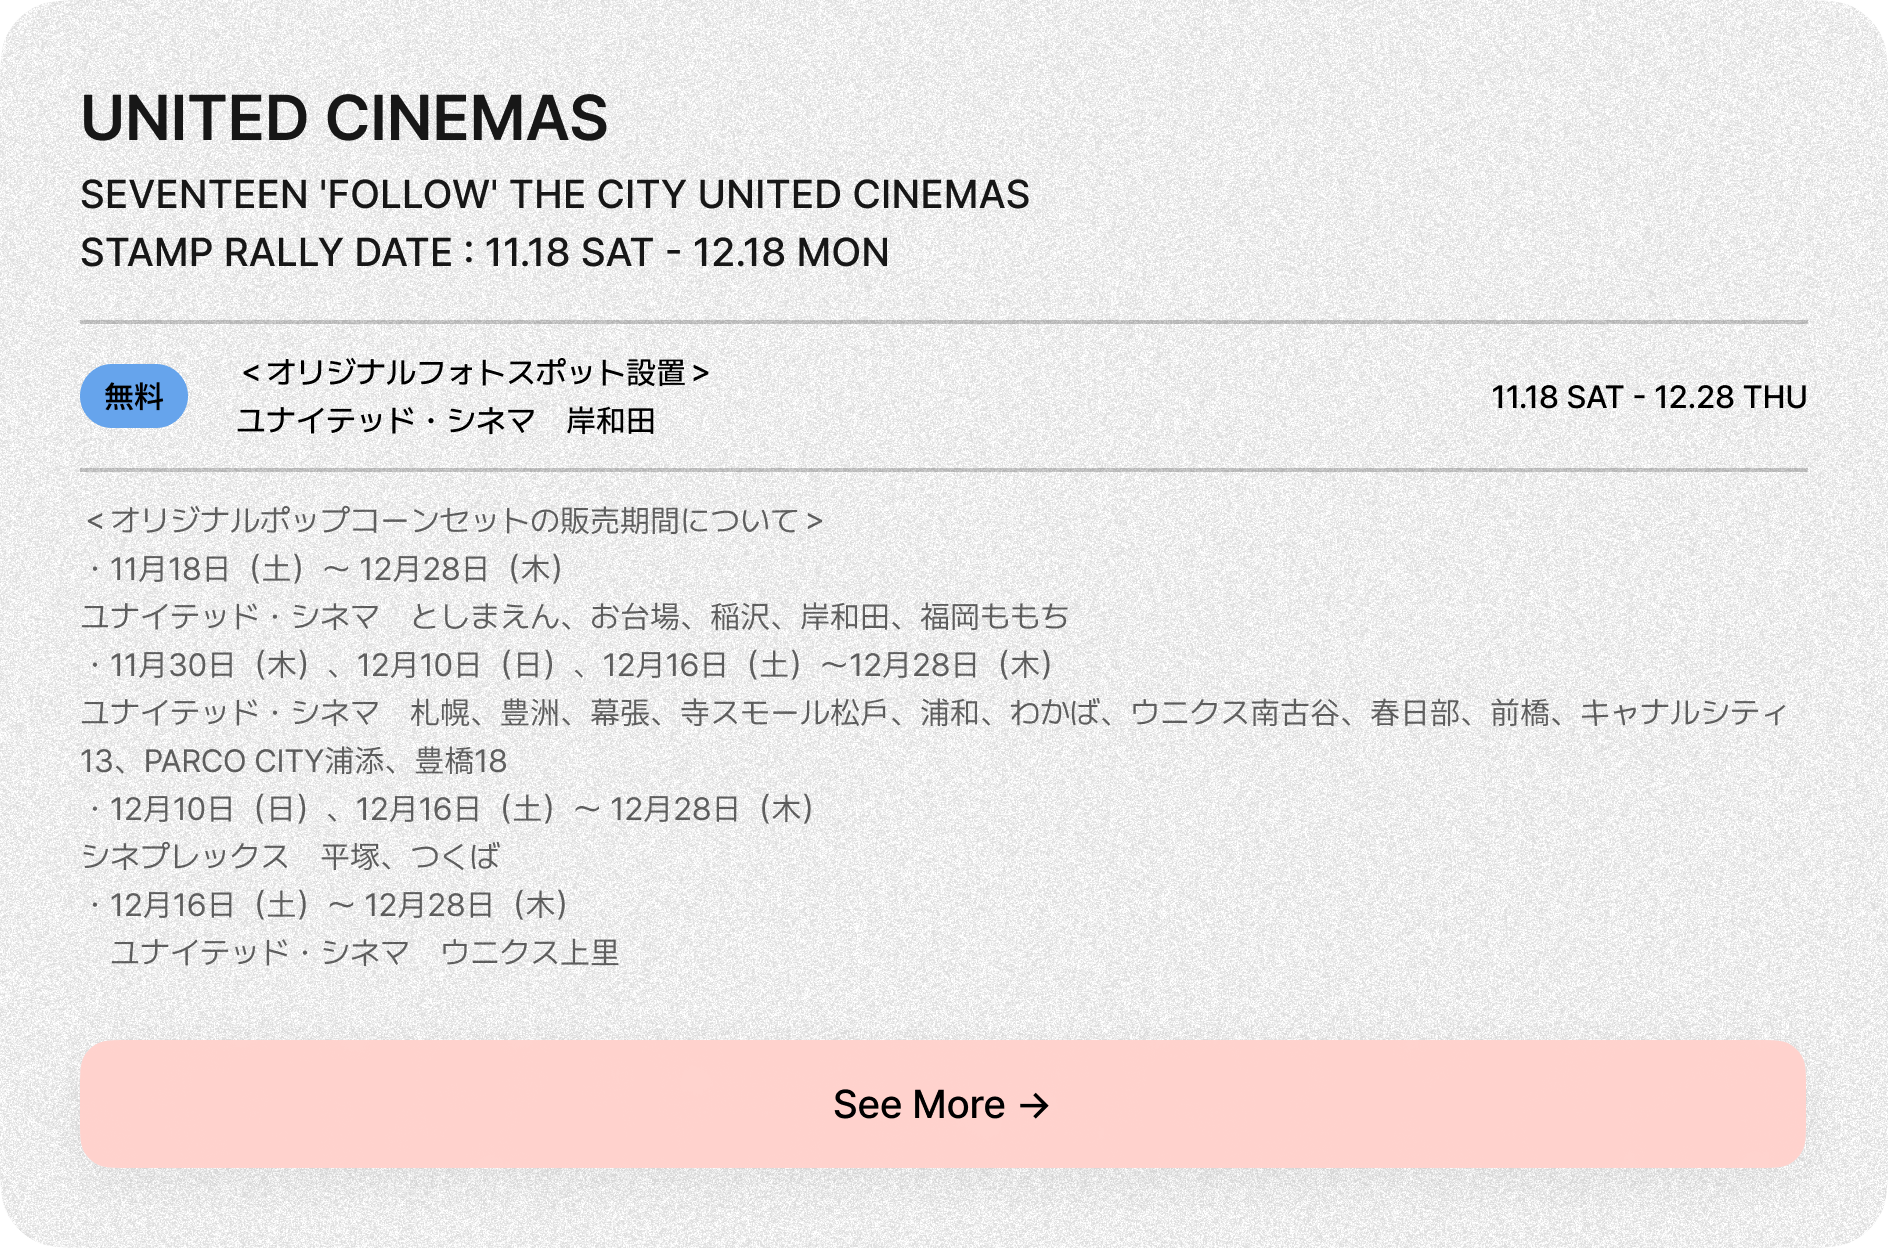 UNITED CINEMAS
SEVENTEEN 'FOLLOW' THE CITY UNITED CINEMAS
STAMP RALLY DATE : 11.18 SAT - 12.18 MON
無料
＜オリジナルフォトスポット設置＞
ユナイテッド・シネマ　岸和田
11.18 SAT - 12.28 THU
＜オリジナルポップコーンセットの販売期間について＞
・11月18日（土）〜 12月28日（木）
ユナイテッド・シネマ　としまえん、お台場、稲沢、岸和田、福岡ももち
・11月30日（木）、12月10日（日）、12月16日（土）〜12月28日（木）
ユナイテッド・シネマ　札幌、豊洲、幕張、寺スモール松戶、浦和、わかば、ウニクス南古谷、春日部、前橋、キャナルシティ
13、PARCO CITY浦添、豊橋18
・12月10日（日）、12月16日（土）〜 12月28日（木）
シネプレックス　平塚、つくば
・12月16日（土）〜 12月28日（木）
　ユナイテッド・シネマ　ウニクス上里
See More →